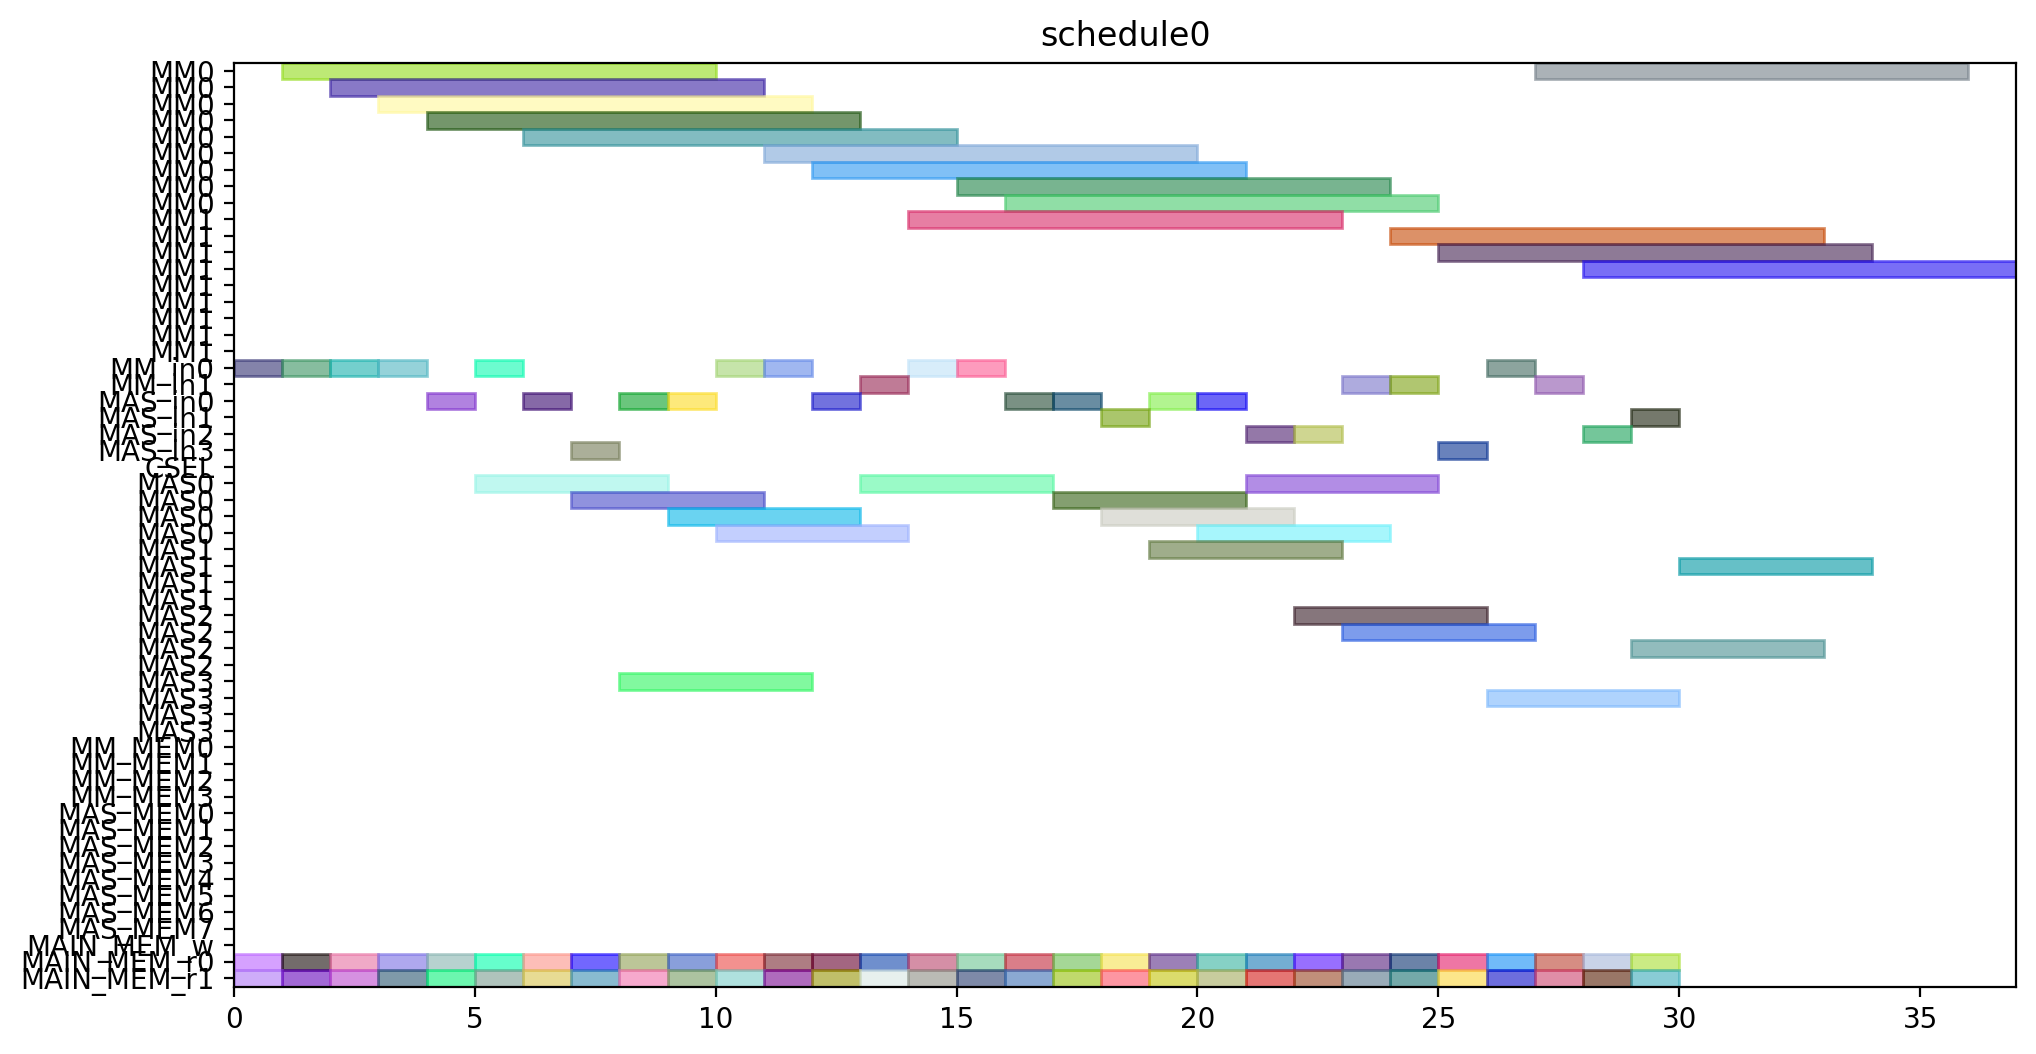 schedule0
MM0
MM0
MM0
MM0
MM0
MM0
MM0
MM0
MM0
MM1
MM1
MM1
MM1
MM1
MM1
MM1
MM1
MM1
MM_in0
MM_in1
MAS_in0
MAS_in1
MAS_in2
MAS_in3
CSEL
MAS0
MAS0
MAS0
MAS0
MAS1
MAS1
MAS1
MAS1
MAS2
MAS2
MAS2
MAS2
MAS3
MAS3
MAS3
MAS3
MM_MEM0
MM_MEM1
MM_MEM2
MM_MEM3
MAS_MEM0
MAS_MEM1
MAS_MEM2
MAS_MEM3
MAS_MEM4
MAS_MEM5
MAS_MEM6
MAS_MEM7
MAIN_MEM_w
MAIN_MEM_r0
MAIN_MEM_r1
0 5 10 15 20 25 30 35